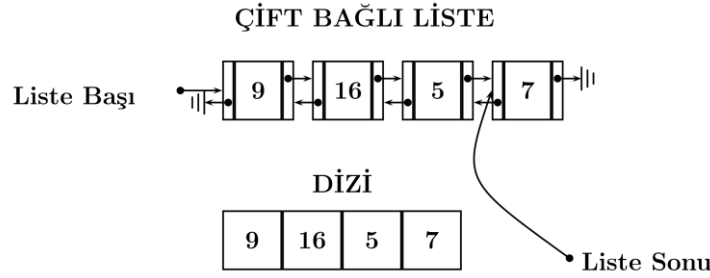 ÇİFT BAĞLI LİSTE
Liste Başı
9 16 5 7
DİZİ
9 16 5 7
Liste Sonu